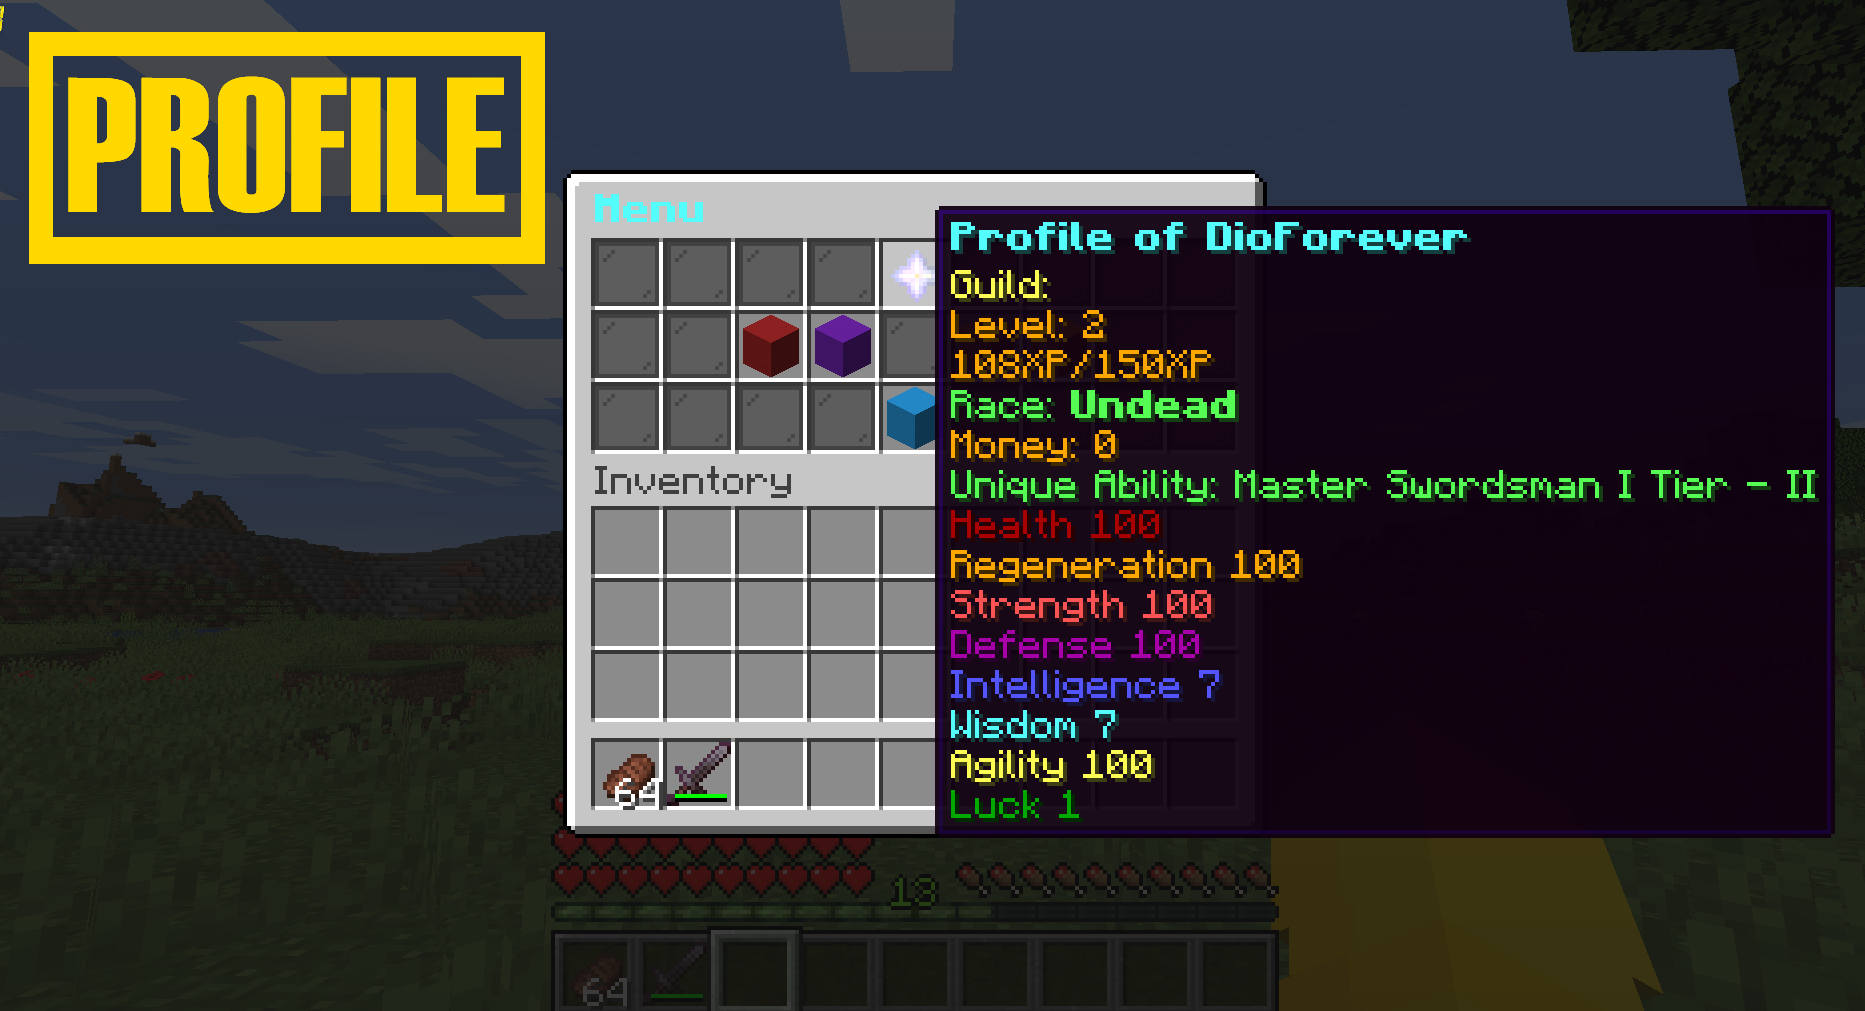 PROFILE
Menu
Profile of DioForever
Guild:
Level: 2
108XP/150XP
Race: Undead
Money: 0
Unique Ability: Master Swordsman I Tier - II
Health 100
Regeneration 100
Strength 100
Defense 100
Intelligence 7
Wisdom 7
Agility 100
Luck 1
Inventory
64
13
64